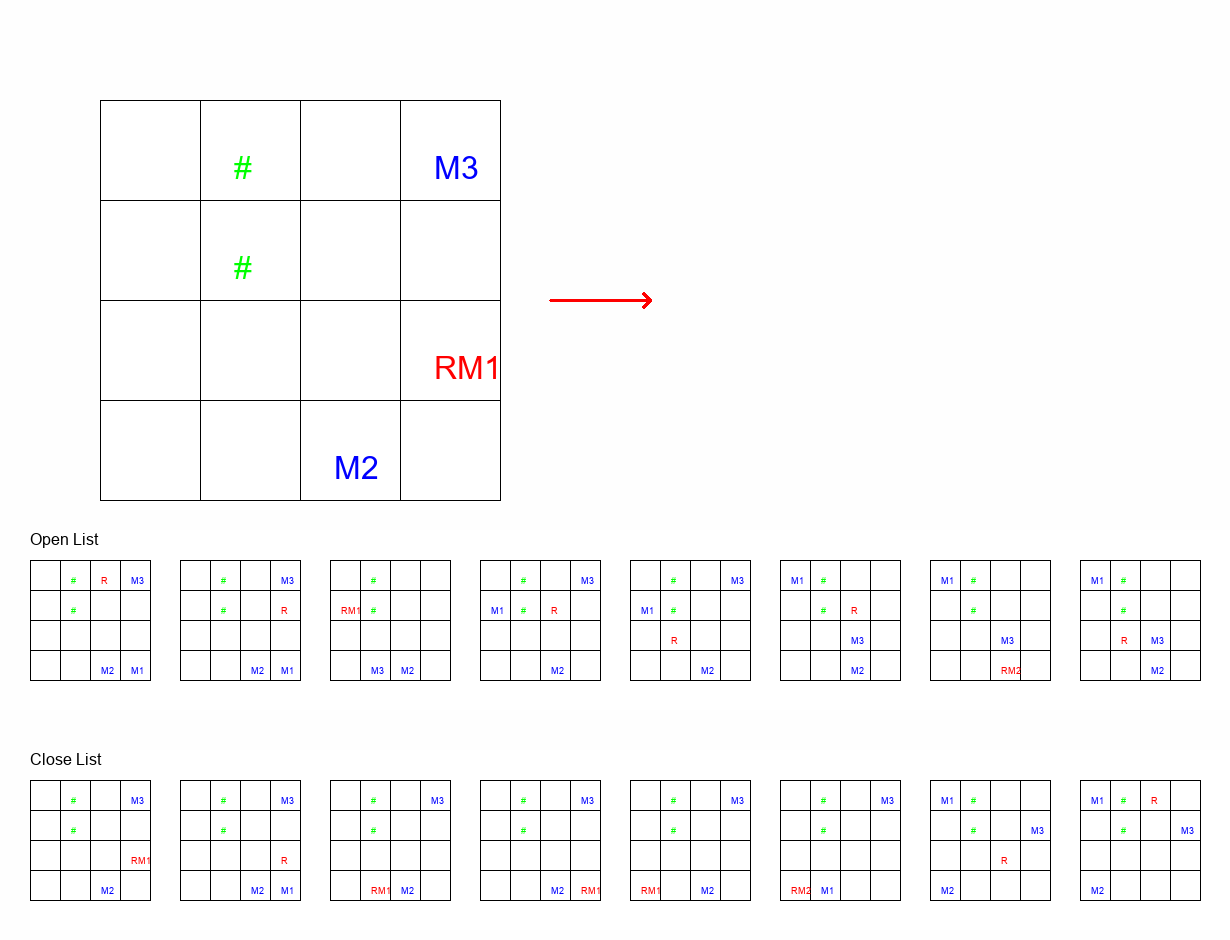 # M3
#
RM1
M2
Open List
# R M3 # M3 # # M3 # M3 M1 # M1 # M1 #
# # R RM1 # M1 # R M1 # # R # #
R M3 M3 R M3
M2 M1 M2 M1 M3 M2 M2 M2 M2 RM2 M2
Close List
# M3 # M3 # M3 # M3 # M3 # M3 M1 # M1 # R
# # # # # # # M3 # M3
RM1 R R
M2 M2 M1 RM1 M2 M2 RM1 RM1 M2 RM2 M1 M2 M2